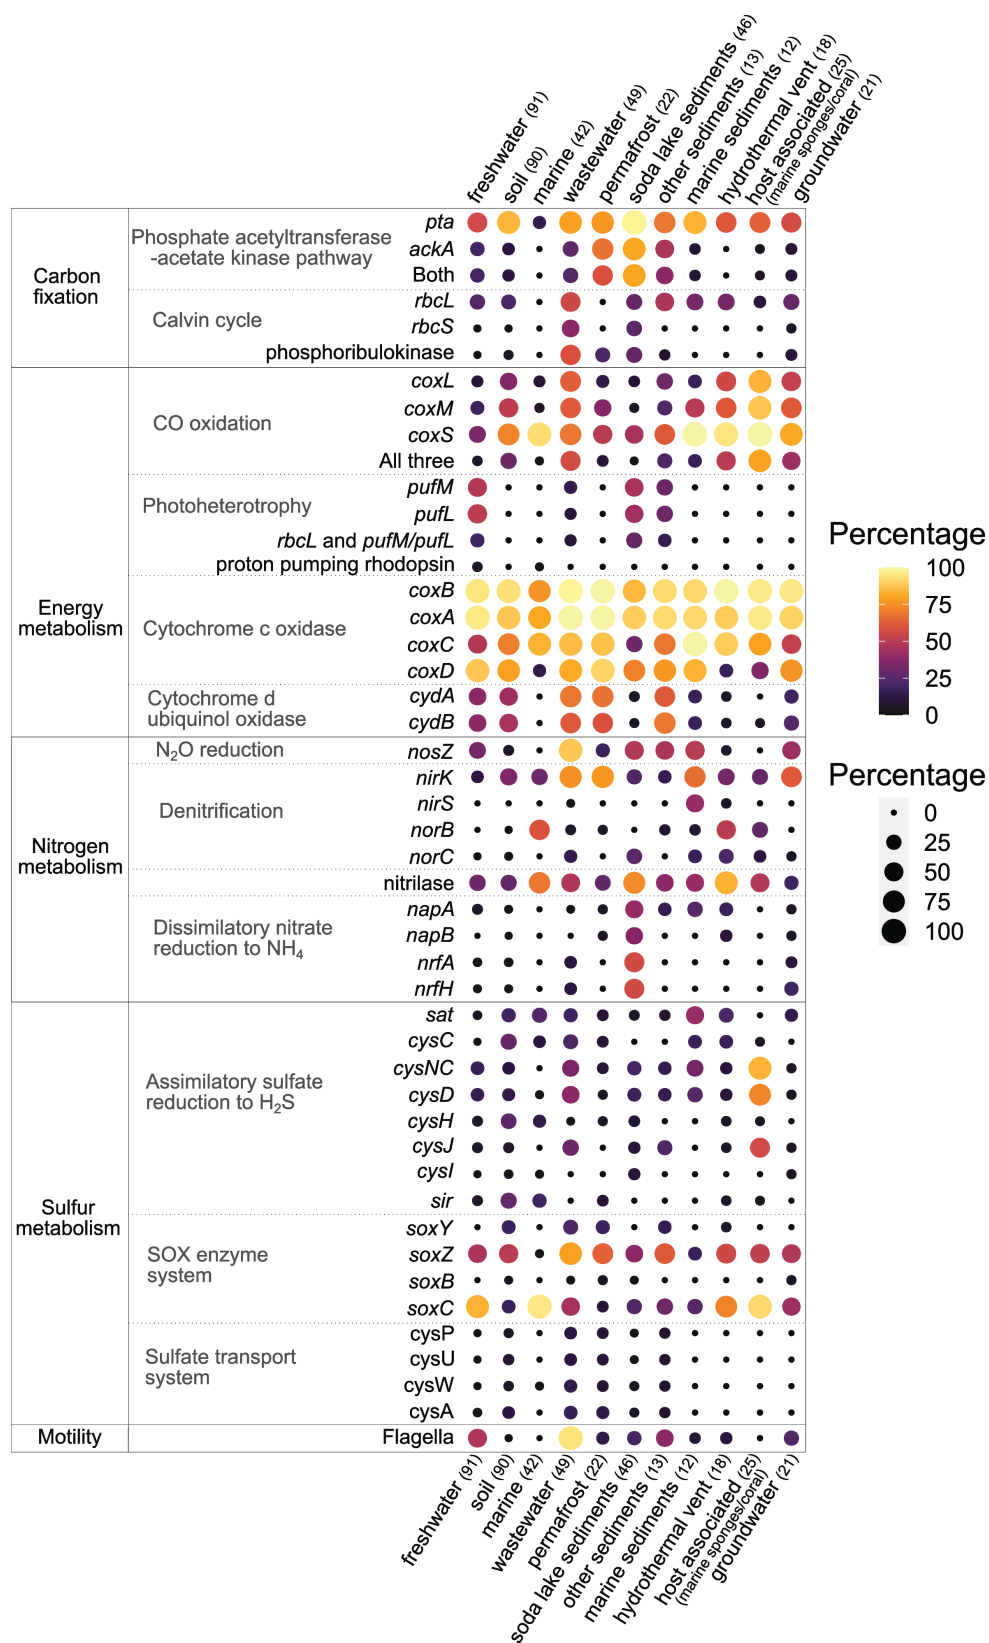 freshwater (91)
soil (90)
marine (42)
wastewater (49)
permafrost (22)
soda lake sediments (46)
other sediments (13)
marine sediments (12)
hydrothermal vent (18)
host associated (25)
(marine sponges/coral)
groundwater (21)
Carbon
fixation
Phosphate acetyltransferase
-acetate kinase pathway
pta
ackA
Both
Calvin cycle
rbcL
rbcS
phosphoribulokinase
Energy
metabolism
CO oxidation
coxL
coxM
coxS
All three
Photoheterotrophy
pufM
pufL
rbcL and pufM/pufL
proton pumping rhodopsin
Cytochrome c oxidase
coxB
coxA
coxC
coxD
Cytochrome d
ubiquinol oxidase
cydA
cydB
Nitrogen
metabolism
N2O reduction
nosZ
Denitrification
nirK
nirS
norB
norC
nitrilase
Dissimilatory nitrate
reduction to NH4
napA
napB
nrfA
nrfH
Sulfur
metabolism
Assimilatory sulfate
reduction to H2S
sat
cysC
cysNC
cysD
cysH
cysJ
cysI
sir
SOX enzyme
system
soxY
soxZ
soxB
soxC
Sulfate transport
system
cysP
cysU
cysW
cysA
Motility
Flagella
freshwater (91)
soil (90)
marine (42)
wastewater (49)
permafrost (22)
soda lake sediments (46)
other sediments (13)
marine sediments (12)
hydrothermal vent (18)
host associated (25)
(marine sponges/coral)
groundwater (21)
Percentage
100
75
50
25
0
Percentage
0
25
50
75
100